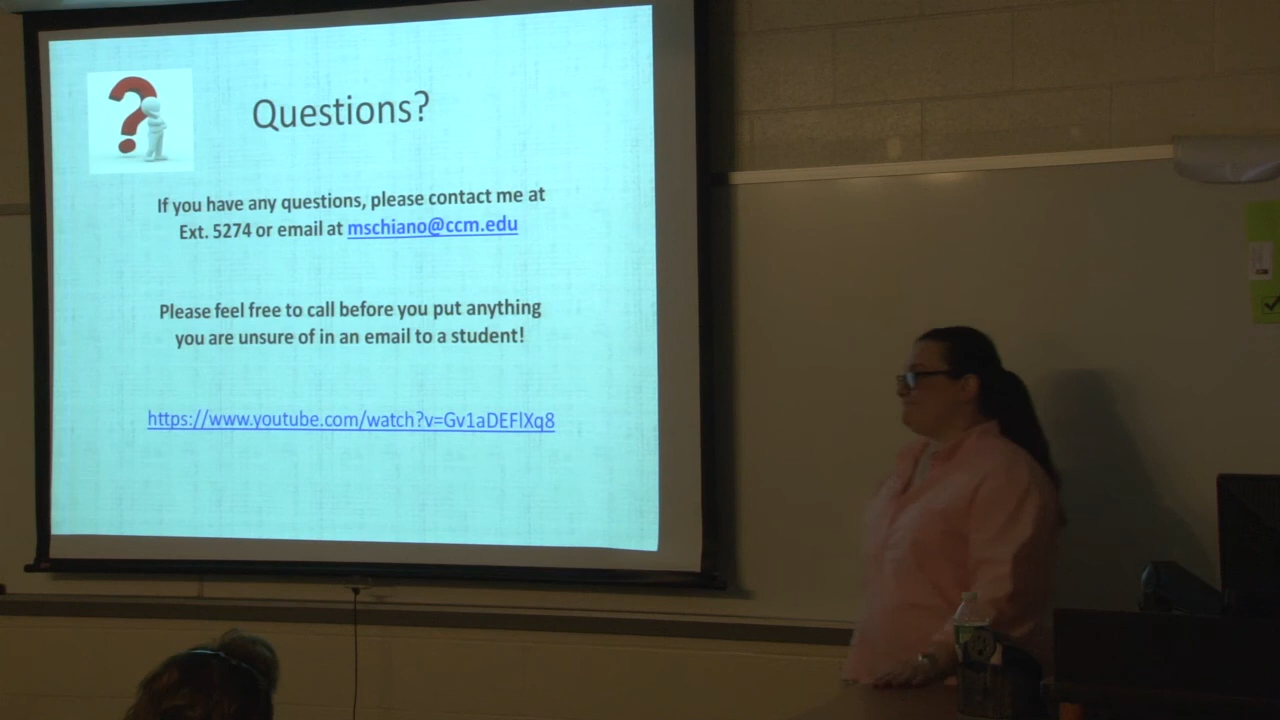 Questions?
If you have any questions, please contact me at
Ext. 5274 or email at mschiano@ccm.edu
Please feel free to call before you put anything
you are unsure of in an email to a student!
https://www.youtube.com/watch?v=Gv1aDEFlXq8